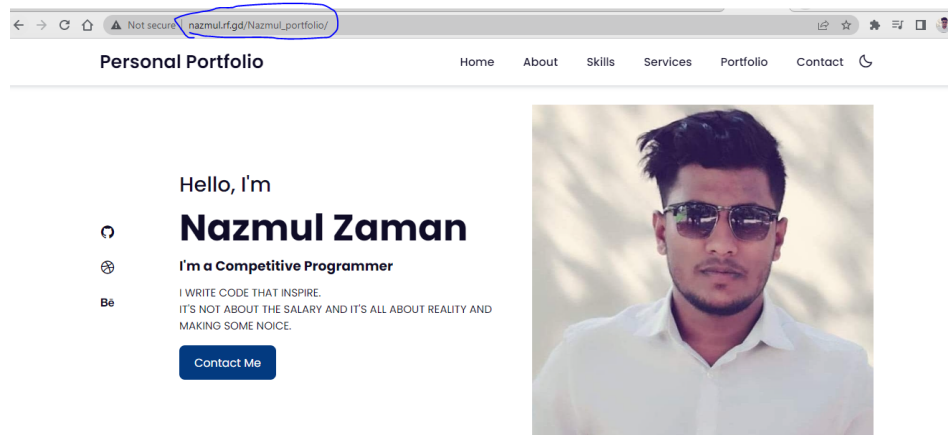 Not secure nazmul.rf.gd/Nazmul_portfolio/
Personal Portfolio Home About Skills Services Portfolio Contact
Hello, I'm
Nazmul Zaman
I'm a Competitive Programmer
I WRITE CODE THAT INSPIRE.
IT'S NOT ABOUT THE SALARY AND IT'S ALL ABOUT REALITY AND
MAKING SOME NOICE.
Bē
Contact Me